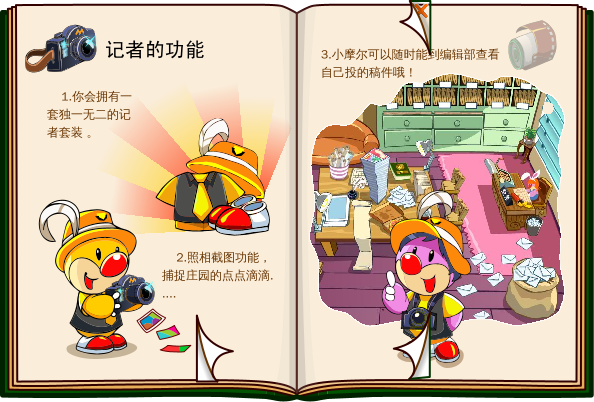 记者的功能
1.你会拥有一
套独一无二的记
者套装 。
2.照相截图功能，
捕捉庄园的点点滴滴.
....
3.小摩尔可以随时能到编辑部查看
自己投的稿件哦！